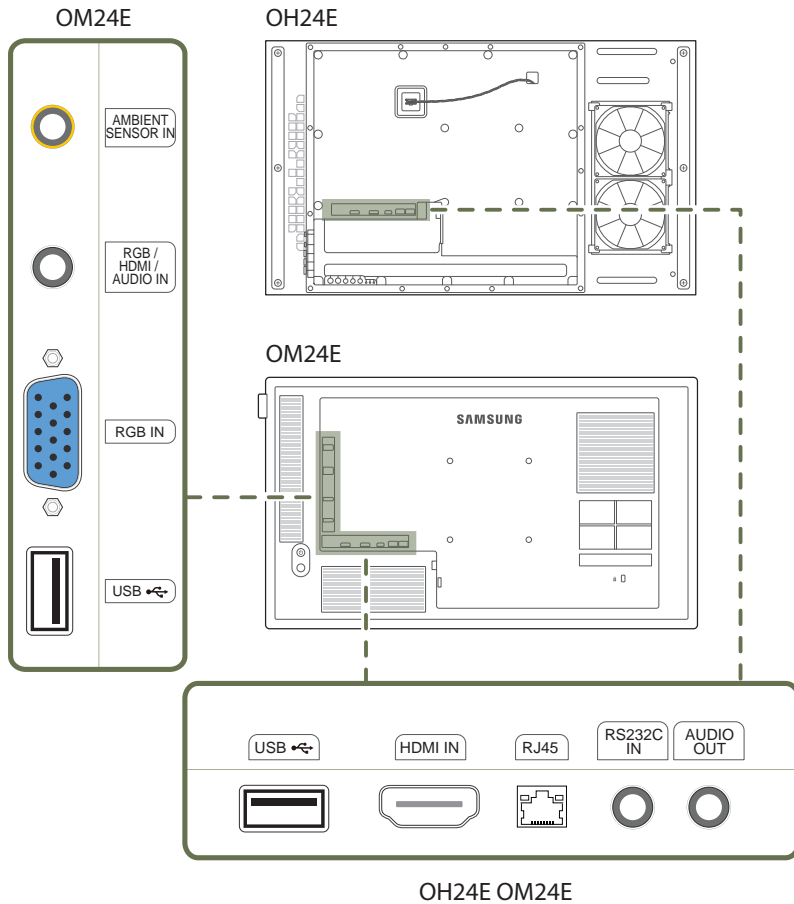 OM24E
AMBIENT
SENSOR IN
RGB /
HDMI /
AUDIO IN
RGB IN
USB
OH24E
OM24E
SAMSUNG
USB
HDMI IN
RJ45
RS232C
IN
AUDIO
OUT
OH24E OM24E